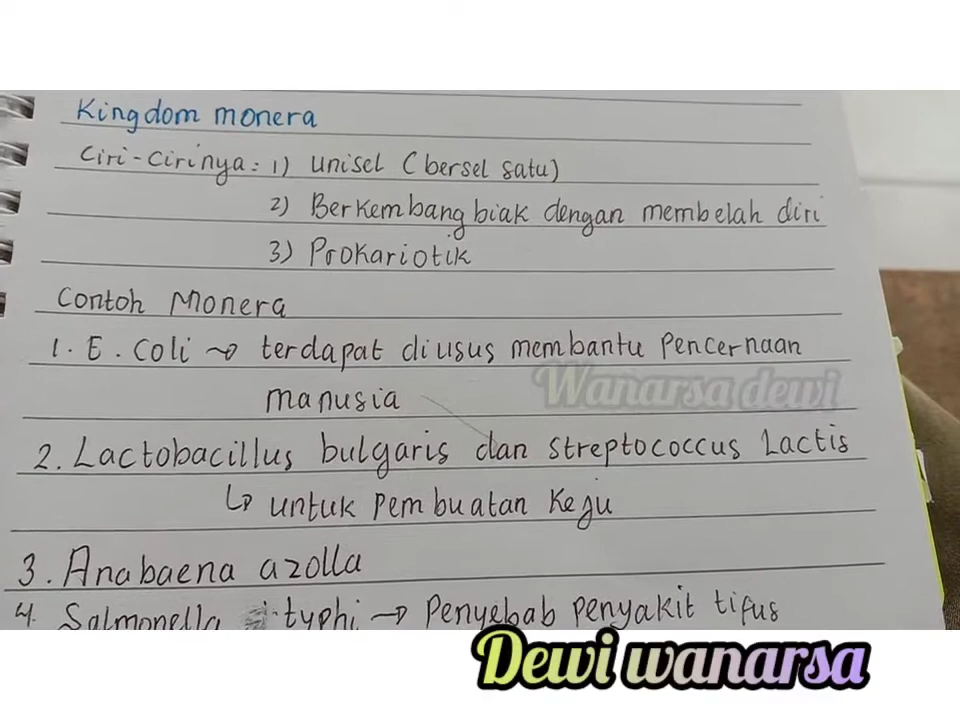 Kingdom monera
Ciri-cirinya: 1) unisel (bersel satu)
2) Berkembang biak dengan membelah diri
3) Prokariotik
Contoh Monera
1. E. coli ~> terdapat diusus membantu Pencernaan
manusia
Wanarsa dewi
2. Lactobacillus bulgaris dan streptococcus Lactis
↳ untuk pembuatan Keju
3. Anabaena azolla
4. Salmonella typhi → Penyebab penyakit tifus
Dewi wanarsa